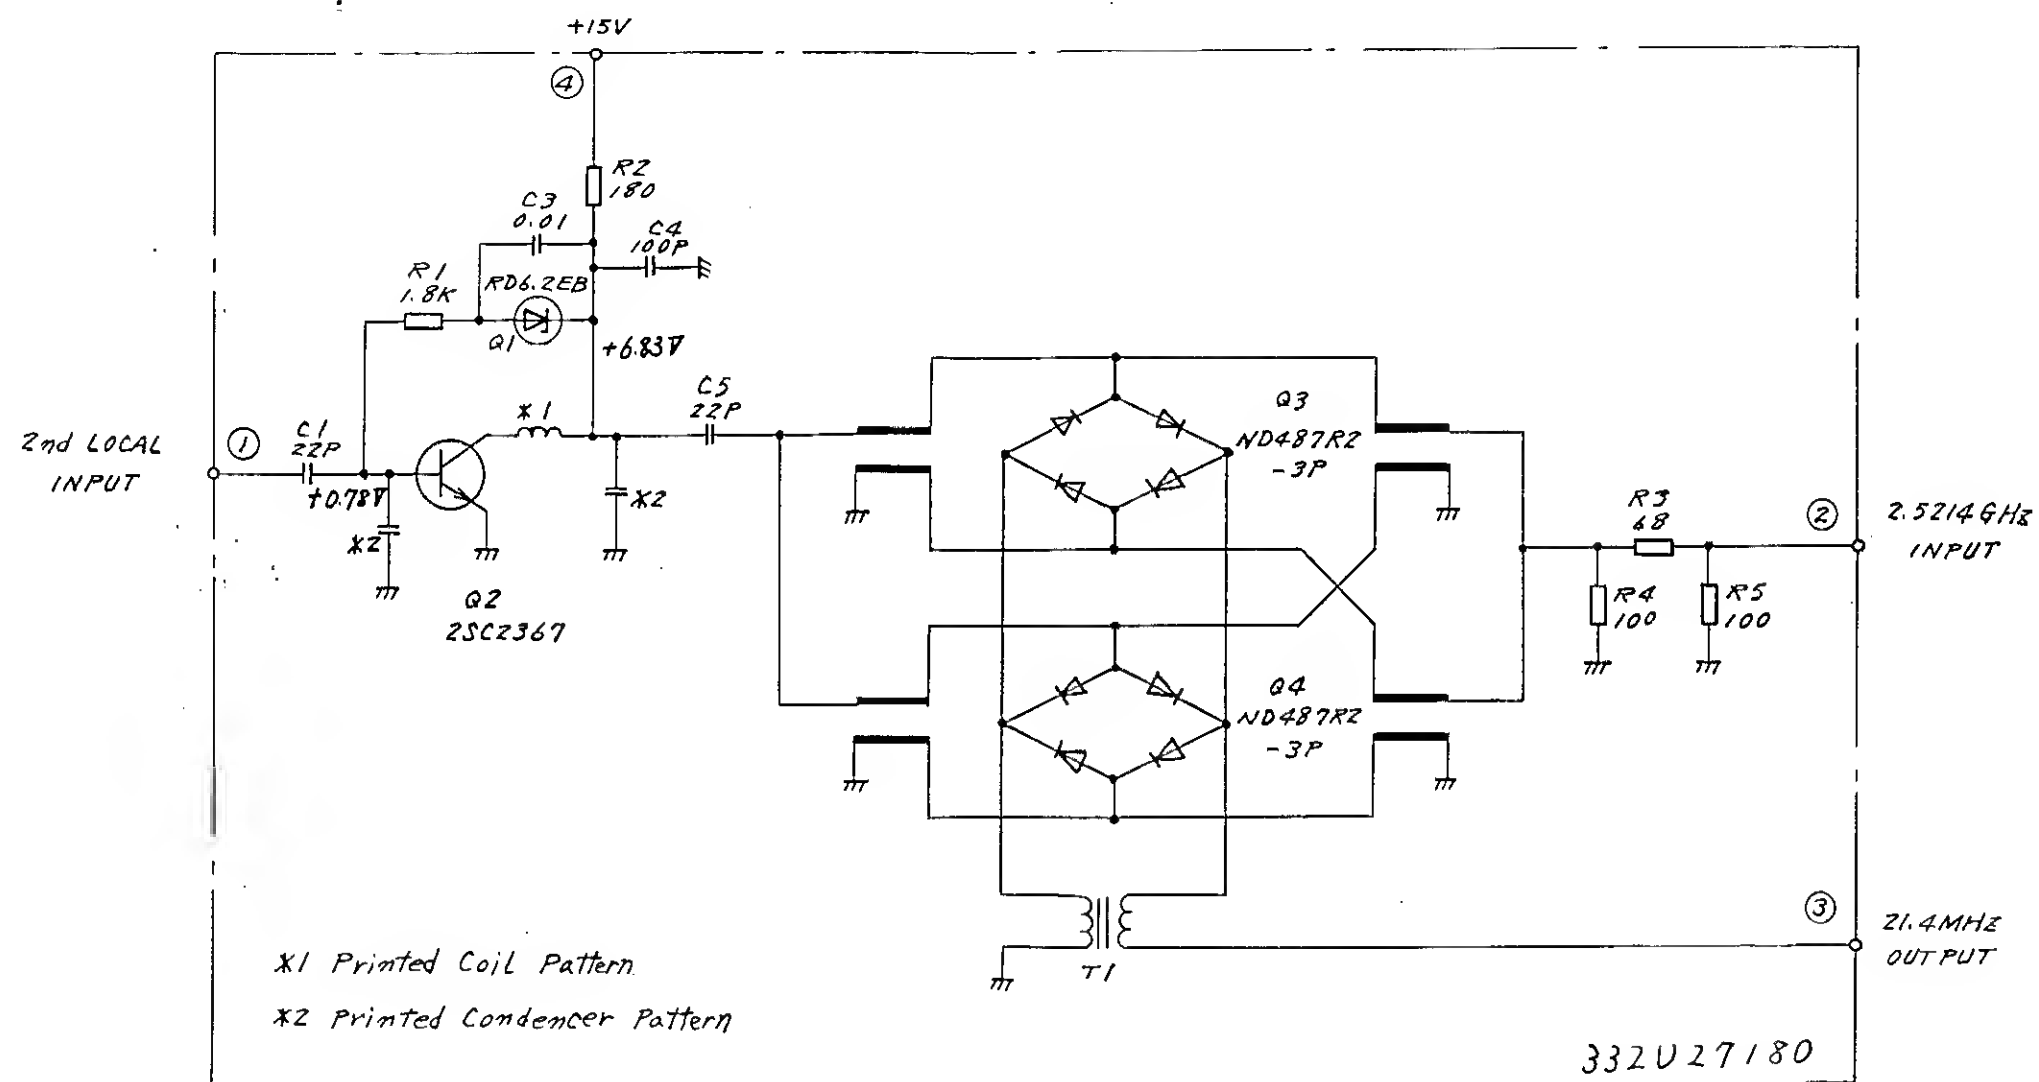 +15V
④
R2
180
C3
0.01
C4
100P
R1
1.8K
RD6.2EB
Q1
+6.83V
2nd LOCAL
INPUT
①
C1
22P
+0.78V
*2
*1
*2
C5
22P
Q2
2SC2367
Q3
ND487R2
-3P
Q4
ND487R2
-3P
R3
68
R4
100
R5
100
②
2.5214GHz
INPUT
③
21.4MHz
OUTPUT
T1
*1 Printed Coil Pattern
*2 Printed Condencer Pattern
332U27180